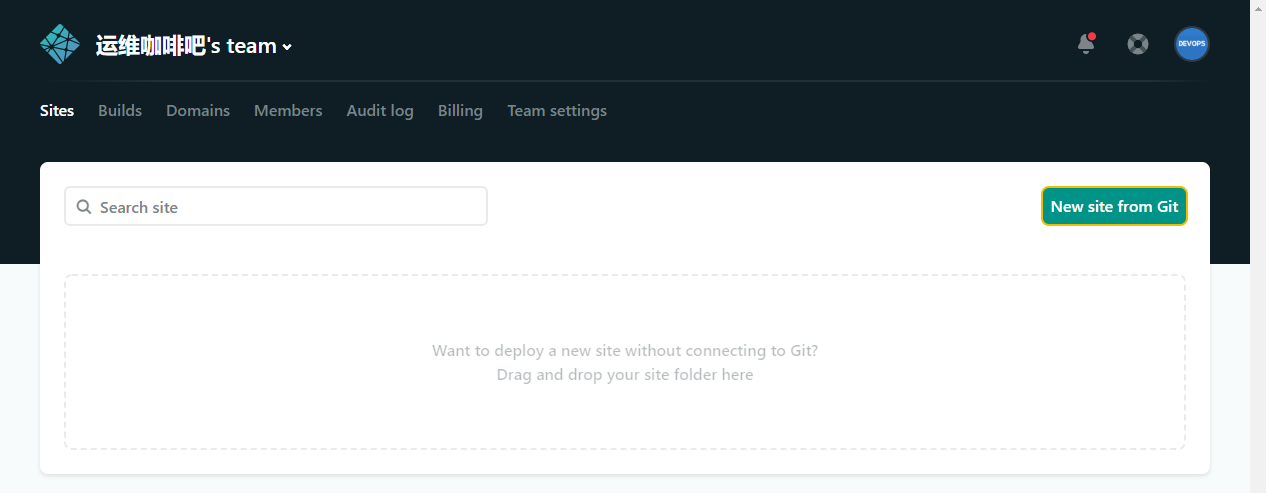 运维咖啡吧's team
DEVOPS
Sites Builds Domains Members Audit log Billing Team settings
Search site
New site from Git
Want to deploy a new site without connecting to Git?
Drag and drop your site folder here